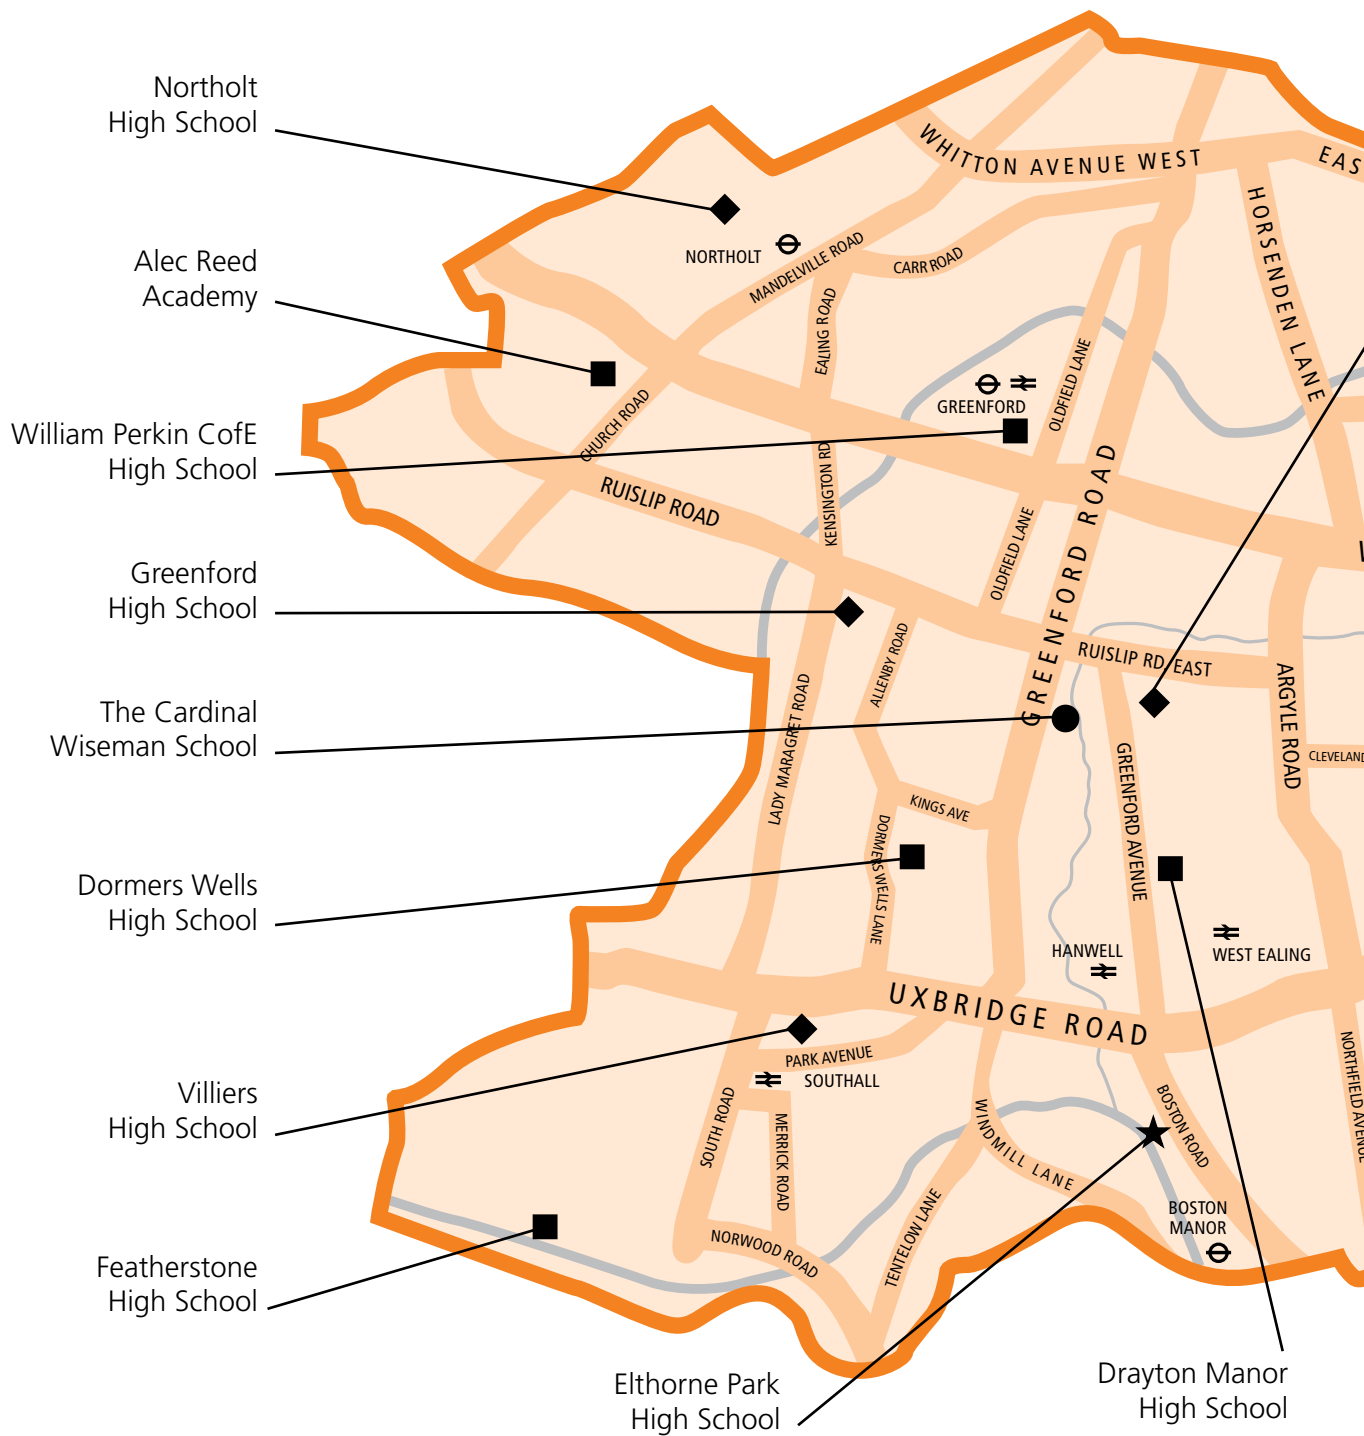 Northolt
High School
Alec Reed
Academy
William Perkin CofE
High School
Greenford
High School
The Cardinal
Wiseman School
Dormers Wells
High School
Villiers
High School
Featherstone
High School
Elthorne Park
High School
Drayton Manor
High School
WHITTON AVENUE WEST
EAS
HORSENDEN LANE
NORTHOLT
MANDELVILLE ROAD
CARR ROAD
EALING ROAD
OLDFIELD LANE
GREENFORD
CHURCH ROAD
RUISLIP ROAD
KENSINGTON RD
OLDFIELD LANE
GREENFORD ROAD
ALLENBY ROAD
RUISLIP RD, EAST
LADY MARAGRET ROAD
ARGYLE ROAD
CLEVELAND
GREENFORD AVENUE
KINGS AVE
DORMERS WELLS LANE
HANWELL
WEST EALING
UXBRIDGE ROAD
PARK AVENUE
SOUTHALL
SOUTH ROAD
MERRICK ROAD
WINDMILL LANE
BOSTON ROAD
NORTHFIELD AVENUE
BOSTON
MANOR
NORWOOD ROAD
TENTELOW LANE